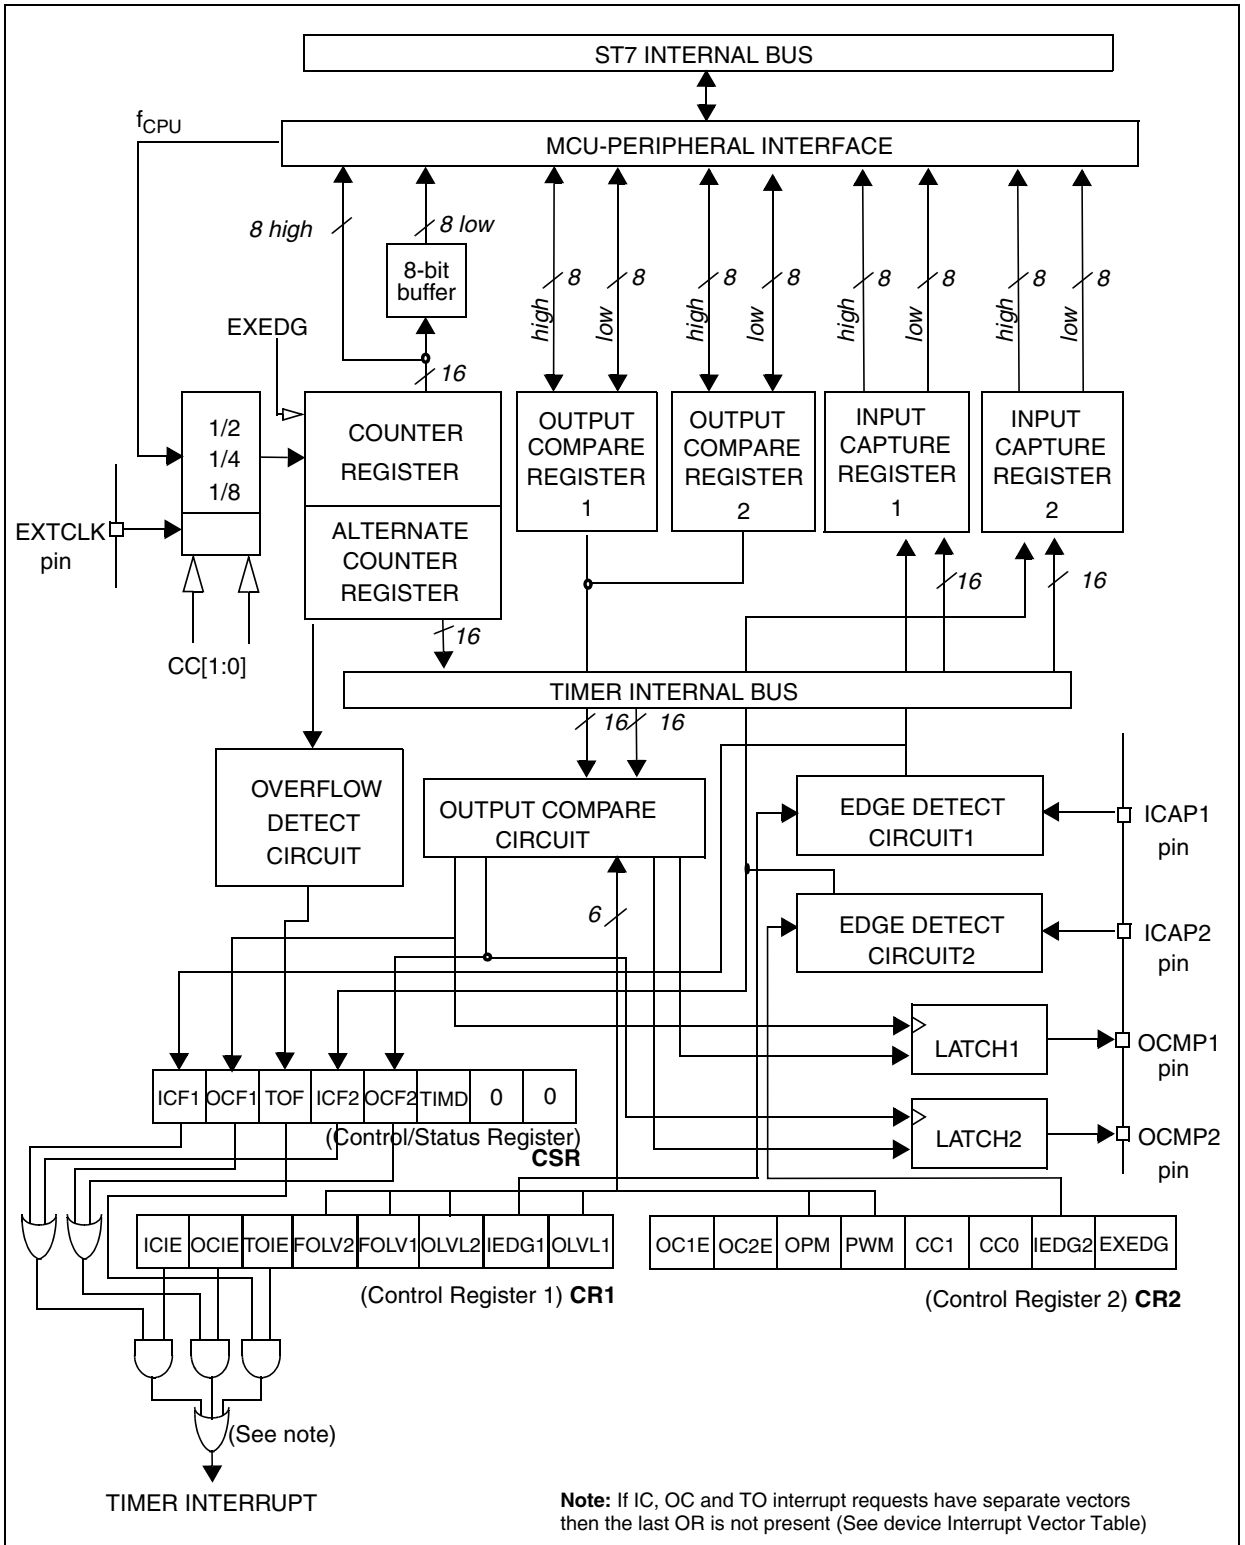 ST7 INTERNAL BUS
fCPU
MCU-PERIPHERAL INTERFACE
8 high
8 low
8-bit
buffer
8
8
8
8
8
8
8
8
high
low
high
low
high
low
high
low
EXEDG
16
1/2
1/4
1/8
COUNTER
REGISTER
OUTPUT
COMPARE
REGISTER
1
OUTPUT
COMPARE
REGISTER
2
INPUT
CAPTURE
REGISTER
1
INPUT
CAPTURE
REGISTER
2
EXTCLK
pin
ALTERNATE
COUNTER
REGISTER
16
16
16
CC[1:0]
TIMER INTERNAL BUS
16
16
OVERFLOW
DETECT
CIRCUIT
OUTPUT COMPARE
CIRCUIT
EDGE DETECT
CIRCUIT1
ICAP1
pin
6
EDGE DETECT
CIRCUIT2
ICAP2
pin
LATCH1
OCMP1
pin
LATCH2
OCMP2
pin
ICF1 OCF1 TOF ICF2 OCF2 TIMD 0 0
(Control/Status Register)
CSR
ICIE OCIE TOIE FOLV2 FOLV1 OLVL2 IEDG1 OLVL1
OC1E OC2E OPM PWM CC1 CC0 IEDG2 EXEDG
(Control Register 1) CR1
(Control Register 2) CR2
(See note)
TIMER INTERRUPT
Note: If IC, OC and TO interrupt requests have separate vectors
then the last OR is not present (See device Interrupt Vector Table)